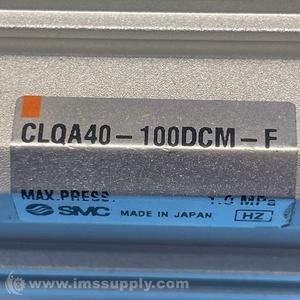 CLQA40-100DCM-F
MAX.PRESS. 1.0 MPa
SMC MADE IN JAPAN HZ
www.imssupply.com